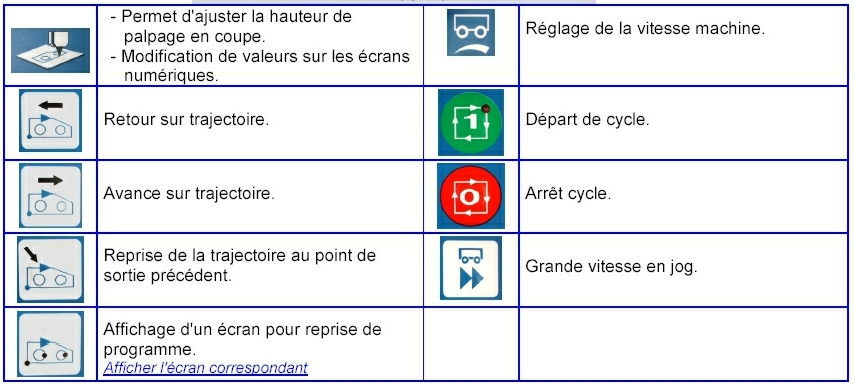 - Permet d'ajuster la hauteur de
palpage en coupe.
- Modification de valeurs sur les écrans
numériques.
Réglage de la vitesse machine.
Retour sur trajectoire.
1
Départ de cycle.
Avance sur trajectoire.
0
Arrêt cycle.
Reprise de la trajectoire au point de
sortie précédent.
Grande vitesse en jog.
Affichage d'un écran pour reprise de
programme.
Afficher l'écran correspondant